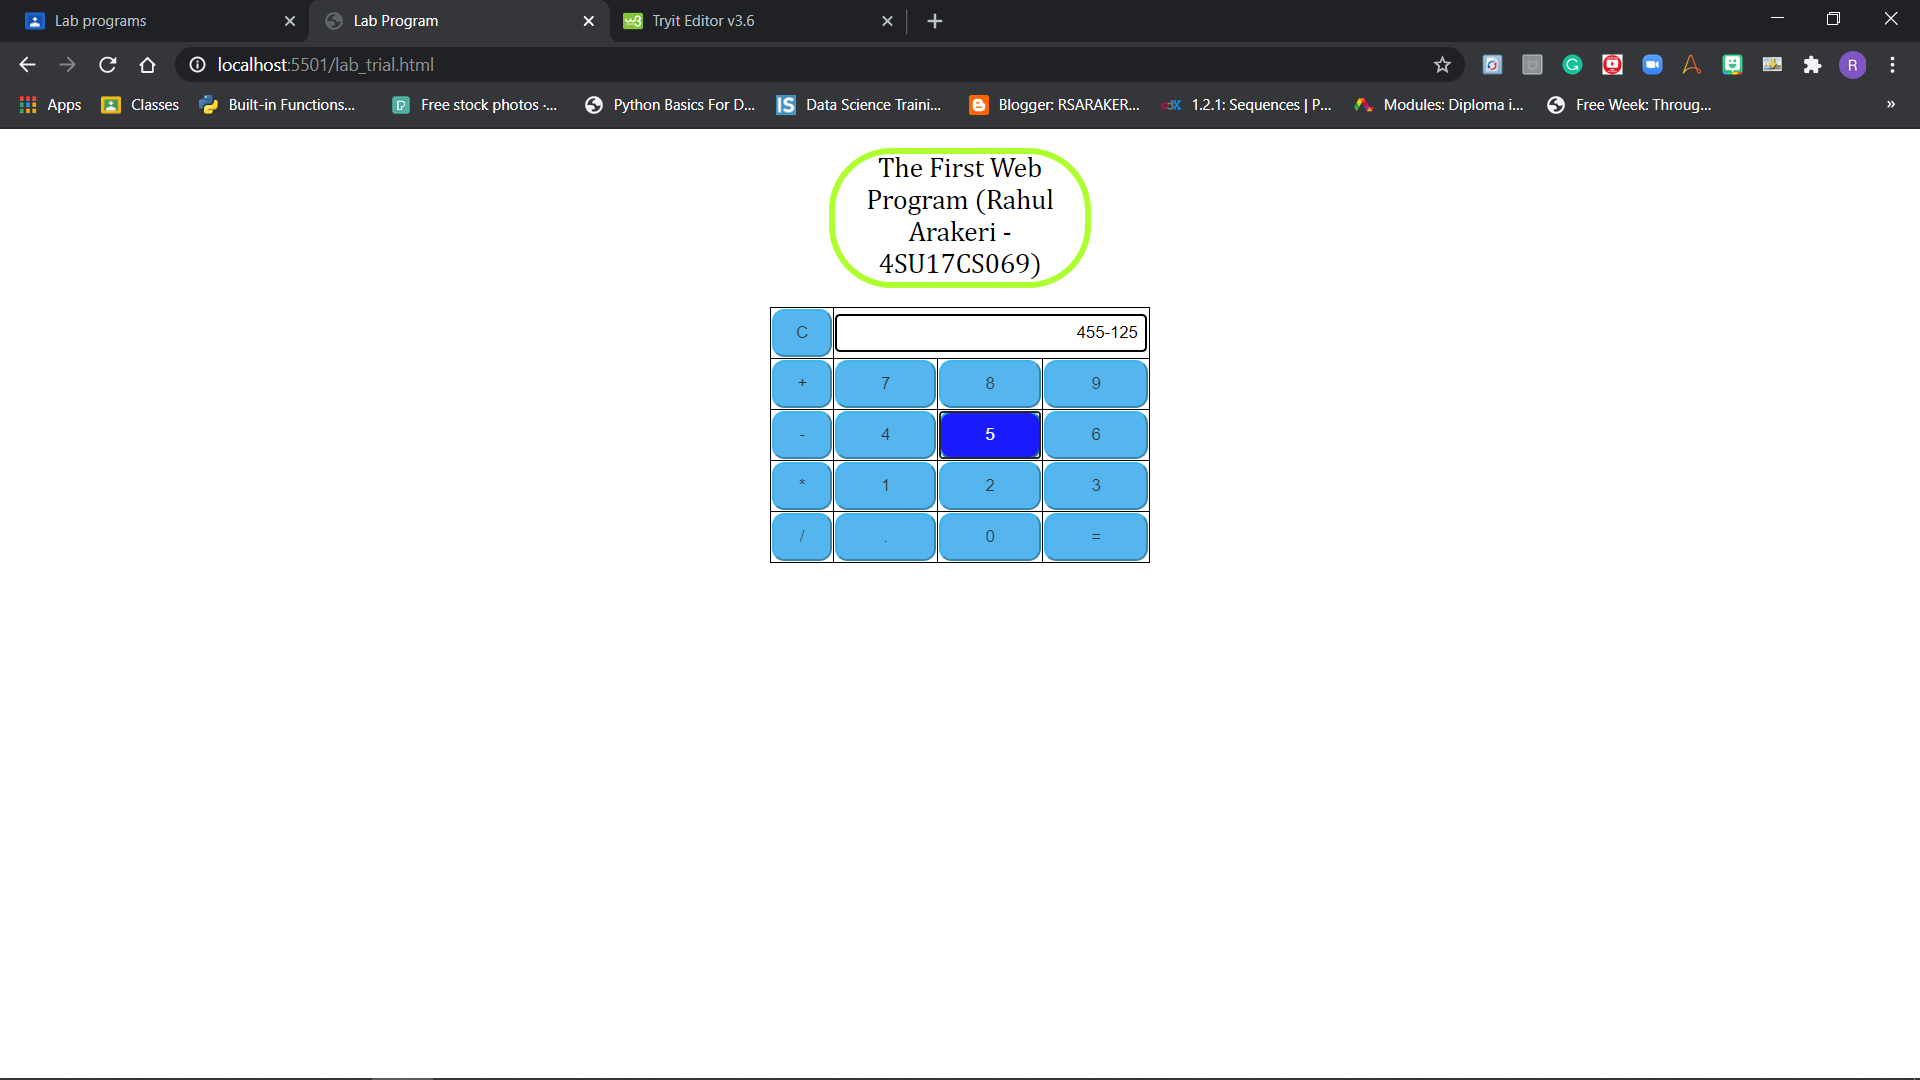 Lab programs
Lab Program
Tryit Editor v3.6
localhost:5501/lab_trial.html
R
Apps
Classes
Built-in Functions...
Free stock photos ·...
Python Basics For D...
IS Data Science Traini...
Blogger: RSARAKER...
1.2.1: Sequences | P...
Modules: Diploma i...
Free Week: Throug...
»
The First Web
Program (Rahul
Arakeri -
4SU17CS069)
C 455-125
+ 7 8 9
- 4 5 6
* 1 2 3
/ . 0 =